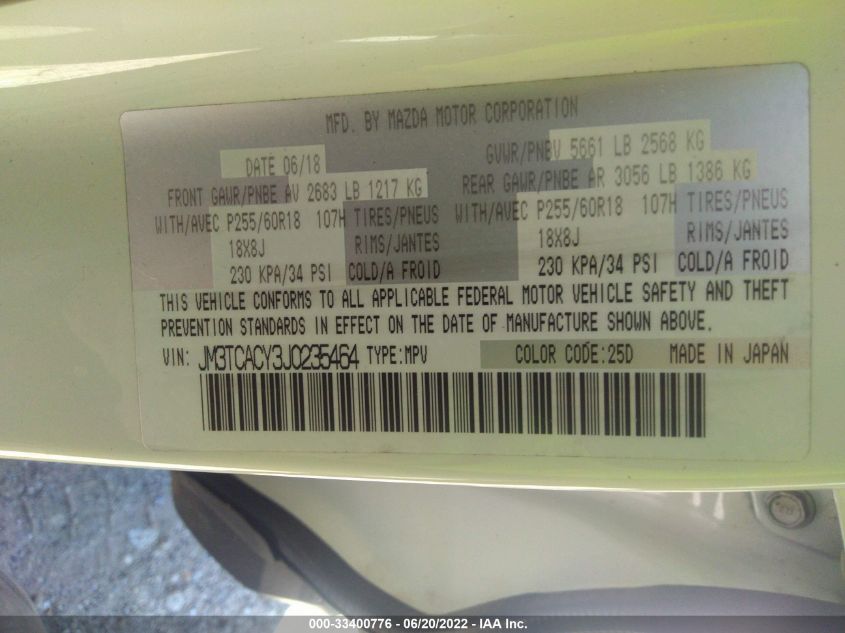 MFD. BY MAZDA MOTOR CORPORATION
DATE 06/18 GVWR/PNBV 5661 LB 2568 KG
FRONT GAWR/PNBE AV 2683 LB 1217 KG REAR GAWR/PNBE AR 3056 LB 1386 KG
WITH/AVEC P255/60R18 107H TIRES/PNEUS WITH/AVEC P255/60R18 107H TIRES/PNEUS
18X8J RIMS/JANTES 18X8J RIMS/JANTES
230 KPA/34 PSI COLD/A FROID 230 KPA/34 PSI COLD/A FROID
THIS VEHICLE CONFORMS TO ALL APPLICABLE FEDERAL MOTOR VEHICLE SAFETY AND THEFT
PREVENTION STANDARDS IN EFFECT ON THE DATE OF MANUFACTURE SHOWN ABOVE.
VIN: JM3TCACY3J0235464 TYPE:MPV COLOR CODE:25D MADE IN JAPAN
000-33400776 - 06/20/2022 - IAA Inc.